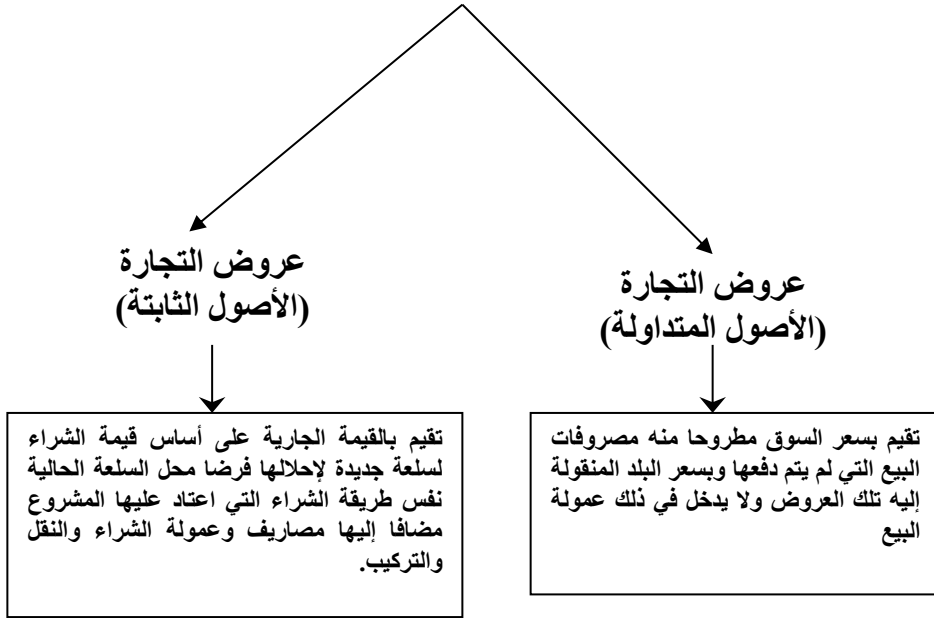 عروض التجارة
(الأصول المتداولة)
تقيم بسعر السوق مطروحا منه مصروفات
البيع التي لم يتم دفعها وبسعر البلد المنقولة
إليه تلك العروض ولا يدخل في ذلك عمولة
البيع
عروض التجارة
(الأصول الثابتة)
تقيم بالقيمة الجارية على أساس قيمة الشراء
لسلعة جديدة لإحلالها فرضا محل السلعة الحالية
نفس طريقة الشراء التي اعتاد عليها المشروع
مضافا إليها مصاريف وعمولة الشراء والنقل
والتركيب.